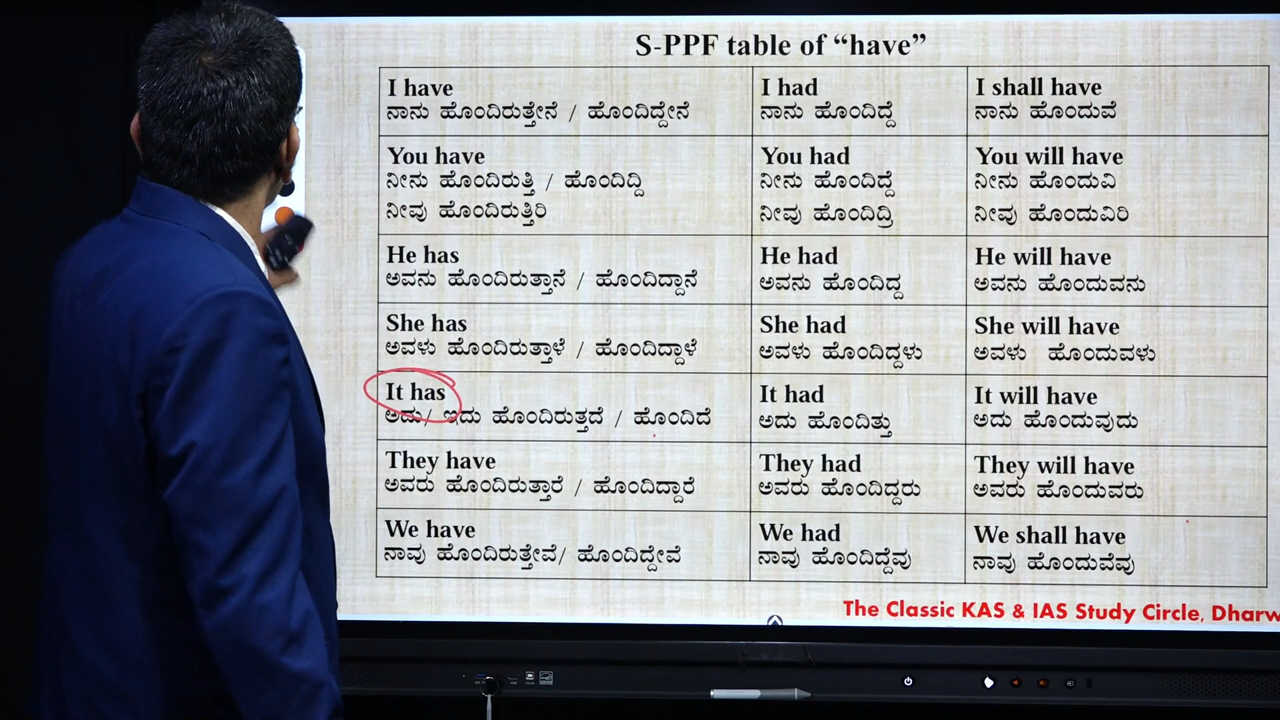 S-PPF table of “have”
I have
ನಾನು ಹೊಂದಿರುತ್ತೇನೆ / ಹೊಂದಿದ್ದೇನೆ
I had
ನಾನು ಹೊಂದಿದ್ದೆ
I shall have
ನಾನು ಹೊಂದುವೆ
You have
ನೀನು ಹೊಂದಿರುತ್ತಿ / ಹೊಂದಿದ್ದಿ
ನೀವು ಹೊಂದಿರುತ್ತಿರಿ
You had
ನೀನು ಹೊಂದಿದ್ದೆ
ನೀವು ಹೊಂದಿದ್ರಿ
You will have
ನೀನು ಹೊಂದುವಿ
ನೀವು ಹೊಂದುವಿರಿ
He has
ಅವನು ಹೊಂದಿರುತ್ತಾನೆ / ಹೊಂದಿದ್ದಾನೆ
He had
ಅವನು ಹೊಂದಿದ್ದ
He will have
ಅವನು ಹೊಂದುವನು
She has
ಅವಳು ಹೊಂದಿರುತ್ತಾಳೆ / ಹೊಂದಿದ್ದಾಳೆ
She had
ಅವಳು ಹೊಂದಿದ್ದಳು
She will have
ಅವಳು ಹೊಂದುವಳು
It has
ಅದು/ ಇದು ಹೊಂದಿರುತ್ತದೆ / ಹೊಂದಿದೆ
It had
ಅದು ಹೊಂದಿತ್ತು
It will have
ಅದು ಹೊಂದುವುದು
They have
ಅವರು ಹೊಂದಿರುತ್ತಾರೆ / ಹೊಂದಿದ್ದಾರೆ
They had
ಅವರು ಹೊಂದಿದ್ದರು
They will have
ಅವರು ಹೊಂದುವರು
We have
ನಾವು ಹೊಂದಿರುತ್ತೇವೆ/ ಹೊಂದಿದ್ದೇವೆ
We had
ನಾವು ಹೊಂದಿದ್ದೆವು
We shall have
ನಾವು ಹೊಂದುವೆವು
The Classic KAS & IAS Study Circle, Dharw